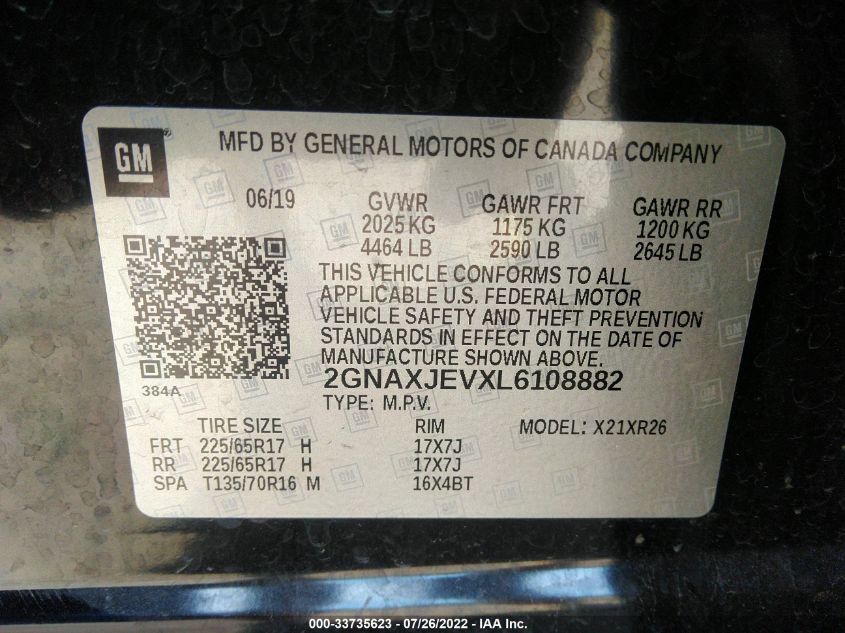 GM
MFD BY GENERAL MOTORS OF CANADA COMPANY
06/19 GVWR GAWR FRT GAWR RR
2025 KG 1175 KG 1200 KG
4464 LB 2590 LB 2645 LB
THIS VEHICLE CONFORMS TO ALL
APPLICABLE U.S. FEDERAL MOTOR
VEHICLE SAFETY AND THEFT PREVENTION
STANDARDS IN EFFECT ON THE DATE OF
MANUFACTURE SHOWN ABOVE.
384A 2GNAXJEVXL6108882
TYPE: M.P.V.
TIRE SIZE RIM MODEL: X21XR26
FRT 225/65R17 H 17X7J
RR 225/65R17 H 17X7J
SPA T135/70R16 M 16X4BT
000-33735623 - 07/26/2022 - IAA Inc.